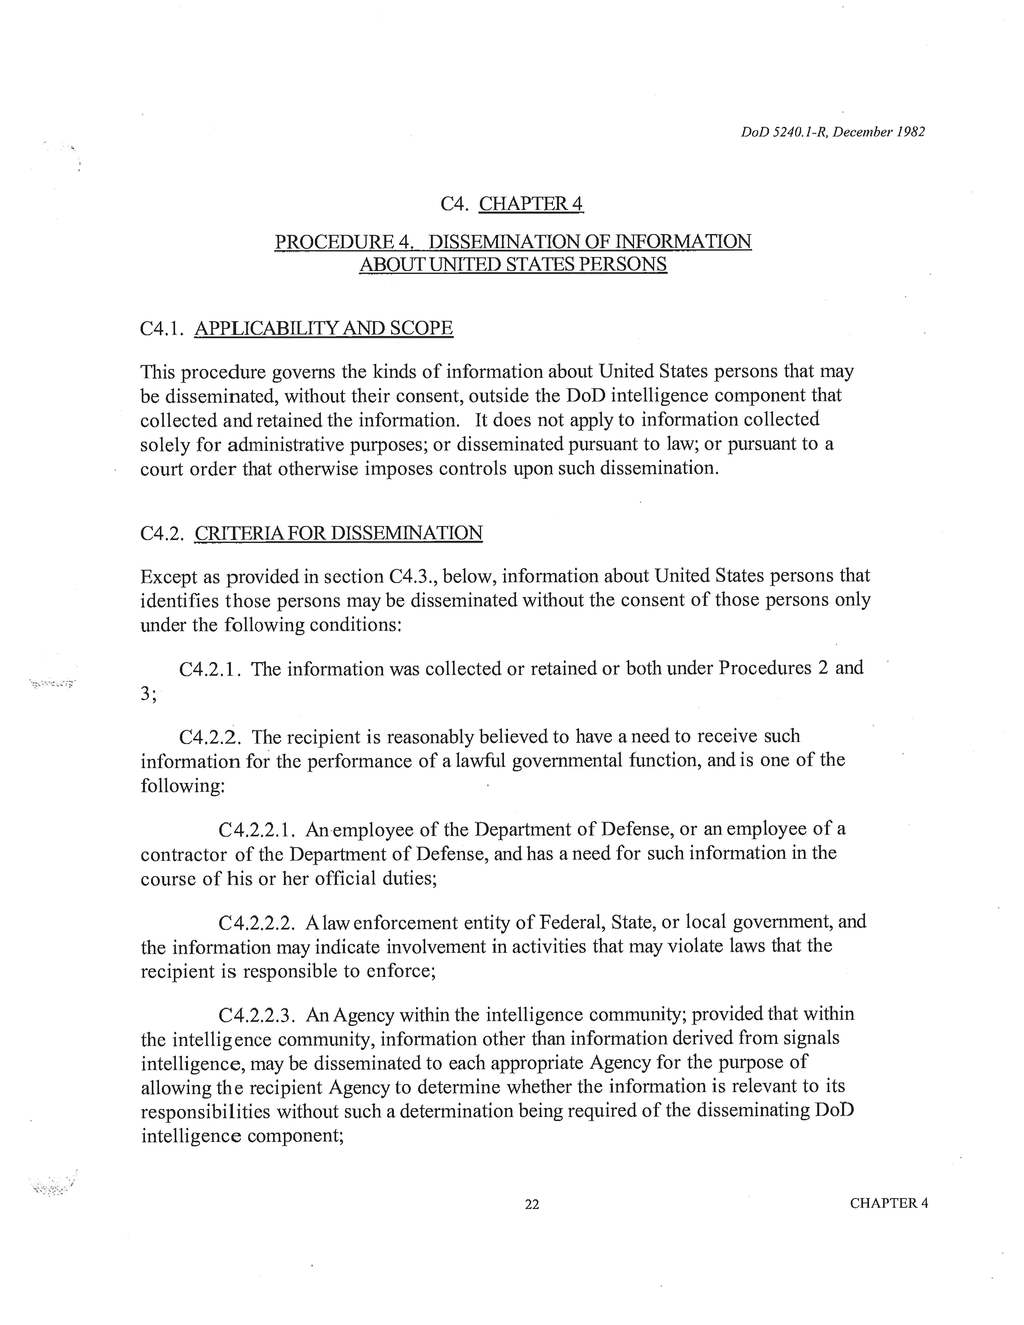 DoD 5240.1-R, December 1982
C4. CHAPTER 4
PROCEDURE 4. DISSEMINATION OF INFORMATION
ABOUT UNITED STATES PERSONS
C4.1. APPLICABILITY AND SCOPE
This procedure governs the kinds of information about United States persons that may
be disseminated, without their consent, outside the DoD intelligence component that
collected and retained the information. It does not apply to information collected
solely for administrative purposes; or disseminated pursuant to law; or pursuant to a
court order that otherwise imposes controls upon such dissemination.
C4.2. CRITERIA FOR DISSEMINATION
Except as provided in section C4.3., below, information about United States persons that
identifies those persons may be disseminated without the consent of those persons only
under the following conditions:
C4.2.1. The information was collected or retained or both under Procedures 2 and
3;
C4.2.2. The recipient is reasonably believed to have a need to receive such
information for the performance of a lawful governmental function, and is one of the
following:
C4.2.2.1. An employee of the Department of Defense, or an employee of a
contractor of the Department of Defense, and has a need for such information in the
course of his or her official duties;
C4.2.2.2. A law enforcement entity of Federal, State, or local government, and
the information may indicate involvement in activities that may violate laws that the
recipient is responsible to enforce;
C4.2.2.3. An Agency within the intelligence community; provided that within
the intelligence community, information other than information derived from signals
intelligence, may be disseminated to each appropriate Agency for the purpose of
allowing the recipient Agency to determine whether the information is relevant to its
responsibilities without such a determination being required of the disseminating DoD
intelligence component;
22
CHAPTER 4